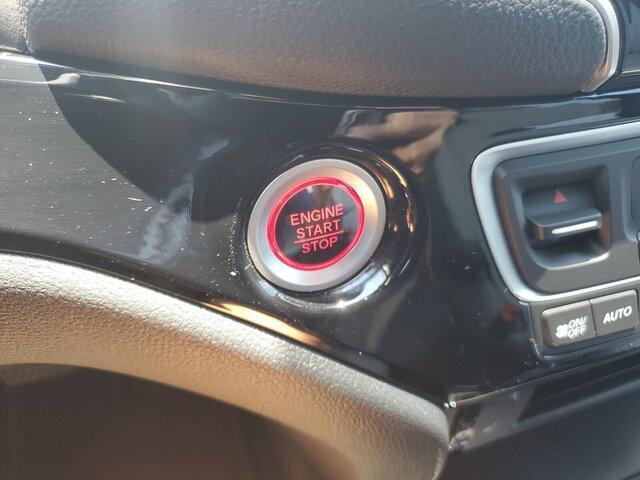 ENGINE
START
STOP
ON/
OFF
AUTO